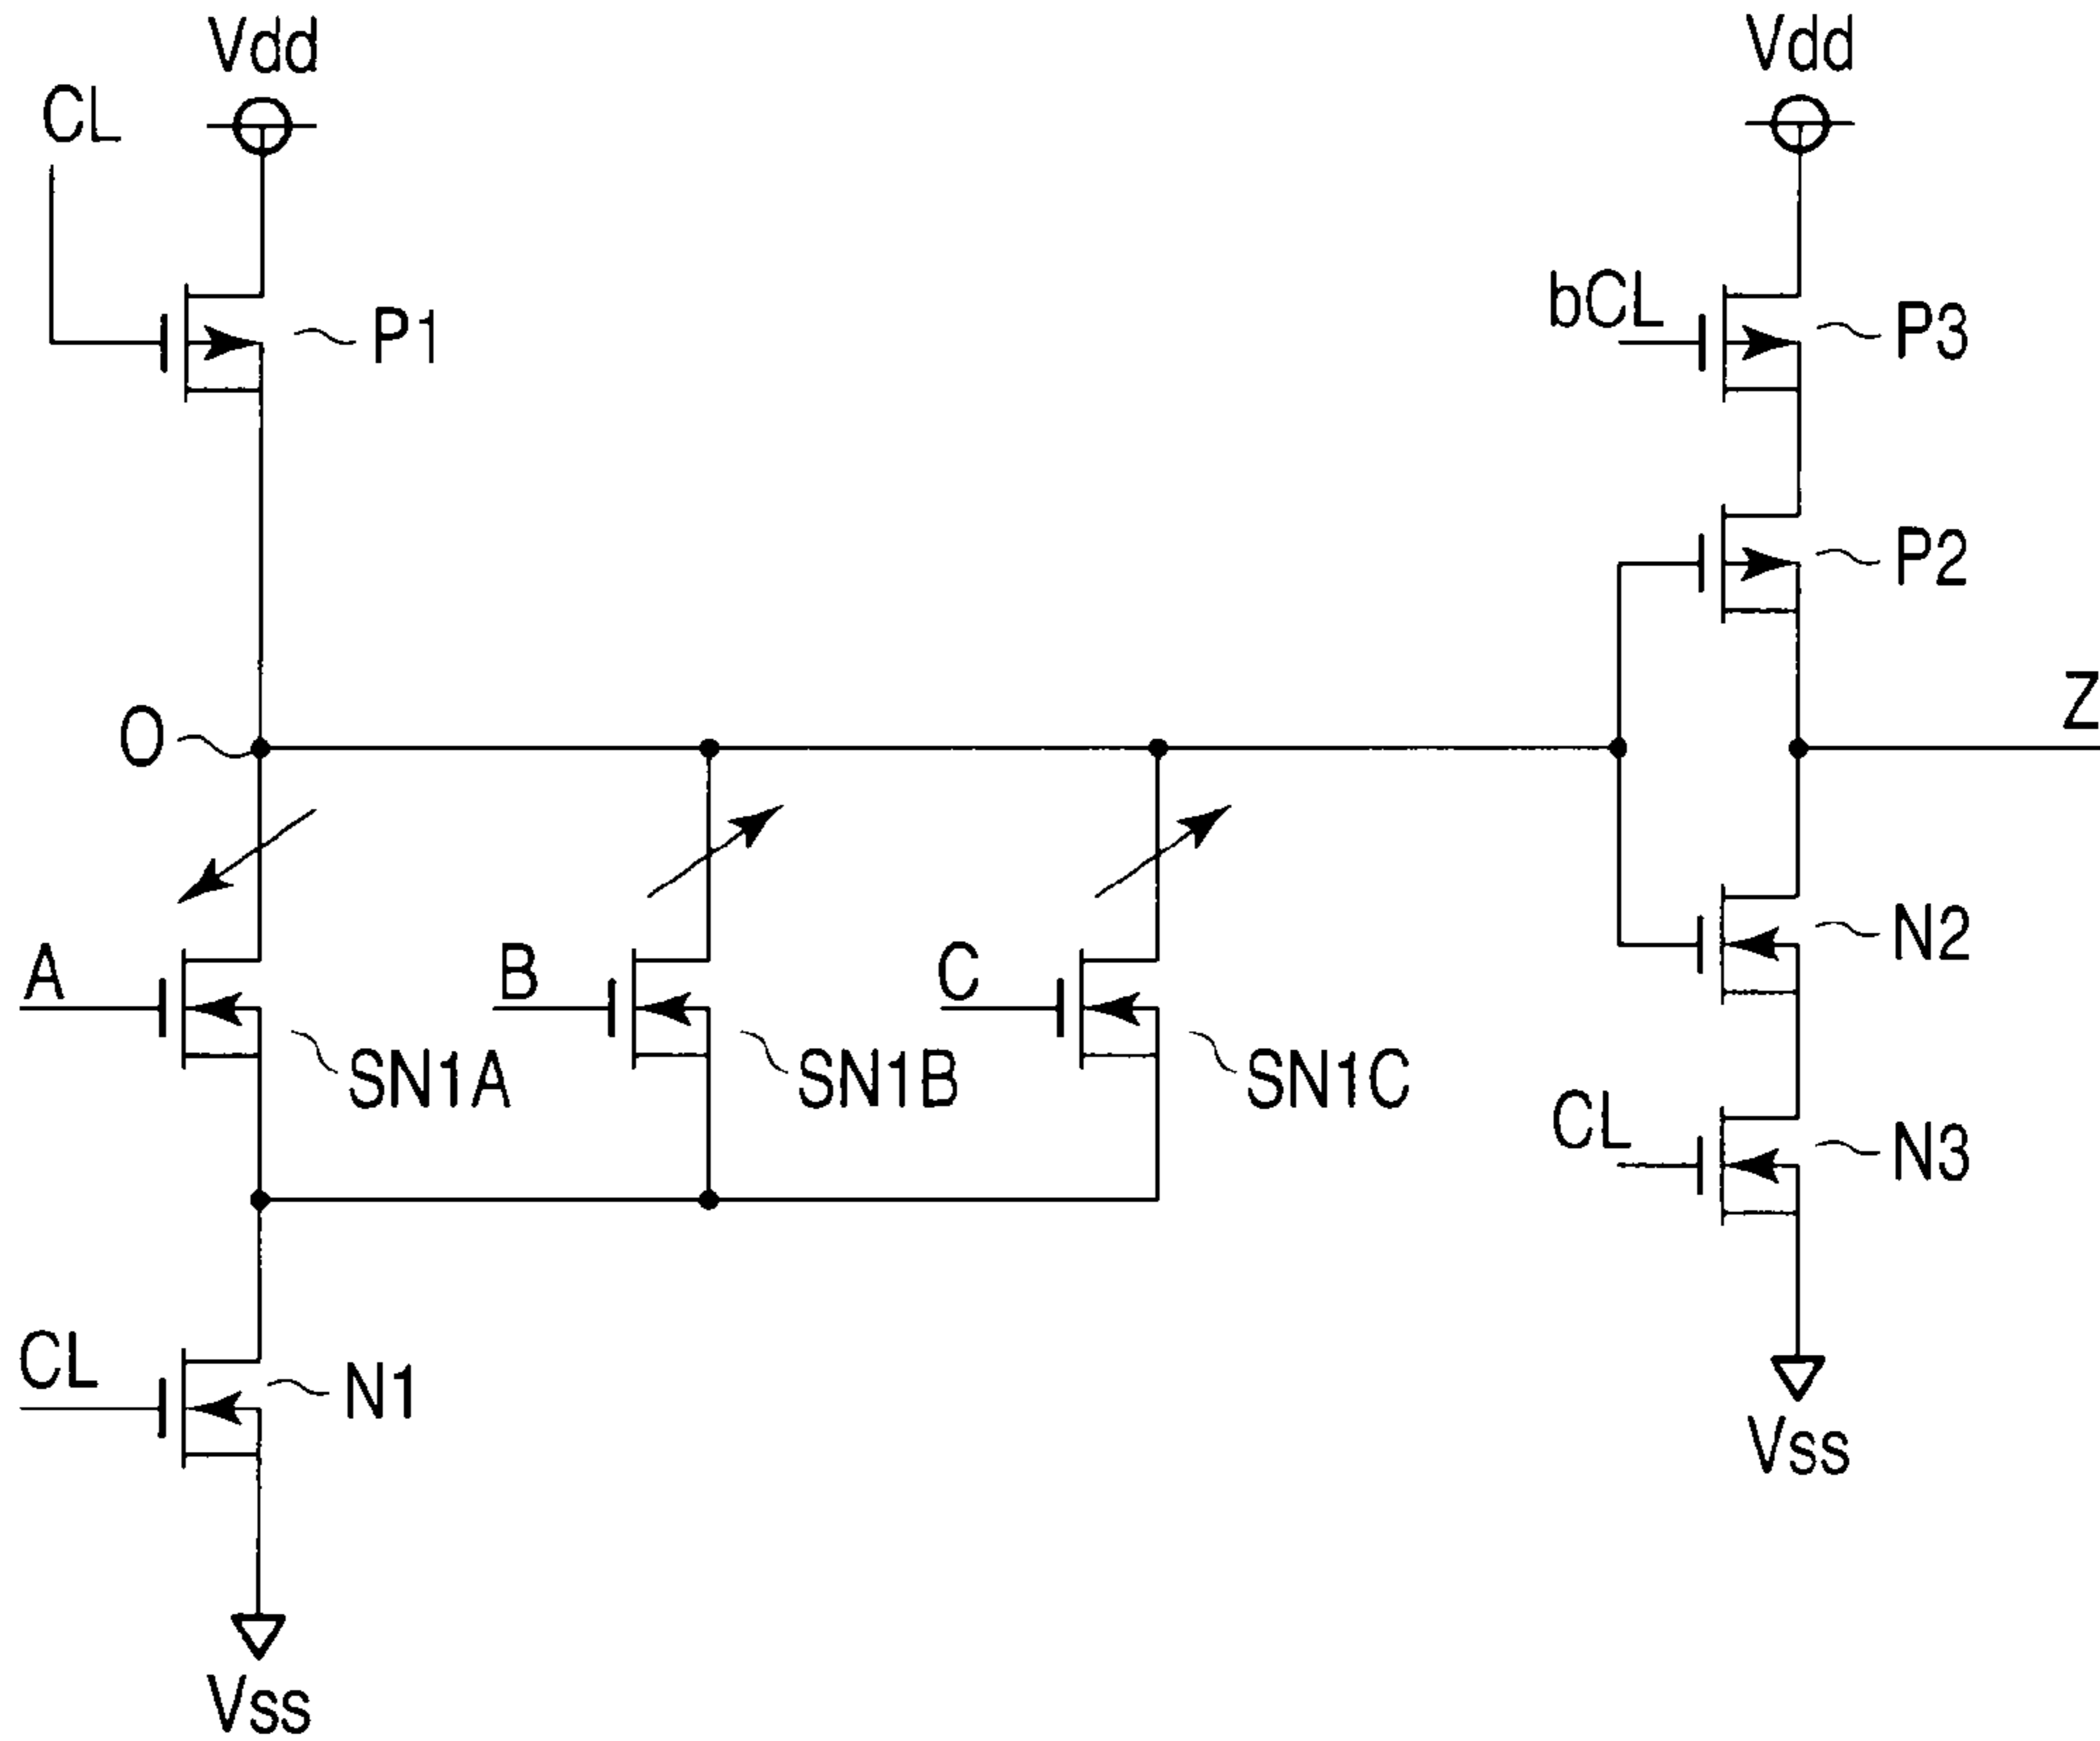 Vdd
Vdd
CL
bCL
P1
P3
P2
O
Z
A
B
C
N2
SN1A
SN1B
SN1C
CL
N3
CL
N1
Vss
Vss